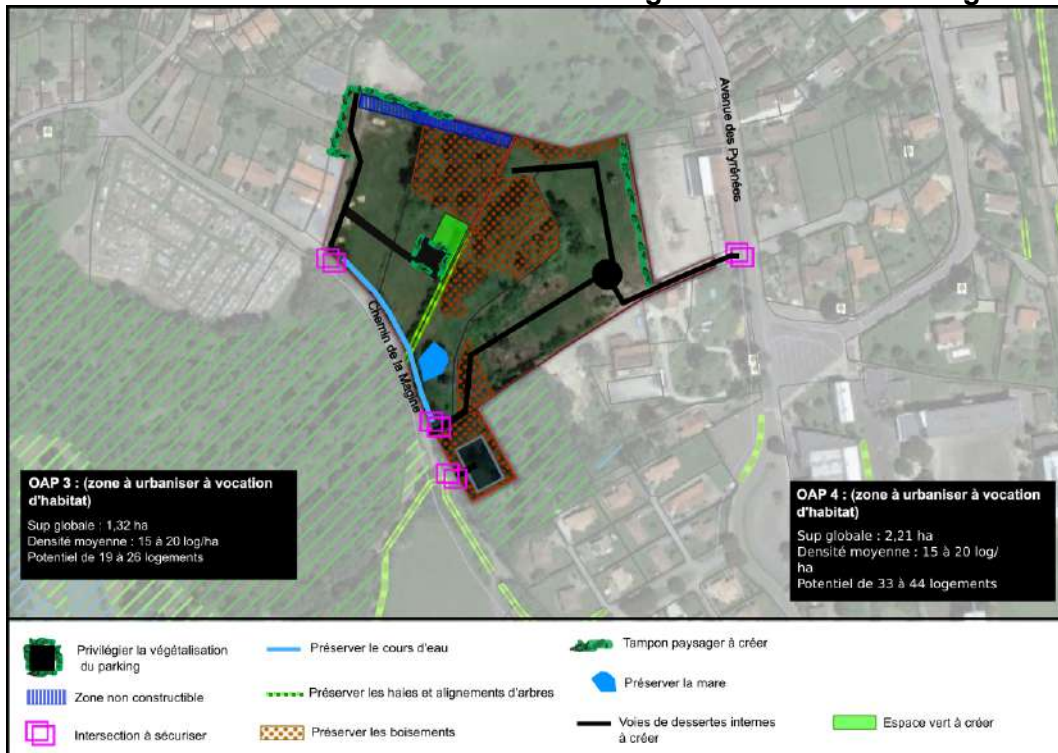 Avenue des Pyrénées
Chemin de la Magine
OAP 3 : (zone à urbaniser à vocation
d'habitat)
Sup globale : 1,32 ha
Densité moyenne : 15 à 20 log/ha
Potentiel de 19 à 26 logements
OAP 4 : (zone à urbaniser à vocation
d'habitat)
Sup globale : 2,21 ha
Densité moyenne : 15 à 20 log/
ha
Potentiel de 33 à 44 logements
Privilégier la végétalisation
du parking
Préserver le cours d'eau
Tampon paysager à créer
Zone non constructible
Préserver les haies et alignements d'arbres
Préserver la mare
Intersection à sécuriser
Préserver les boisements
Voies de dessertes internes
à créer
Espace vert à créer